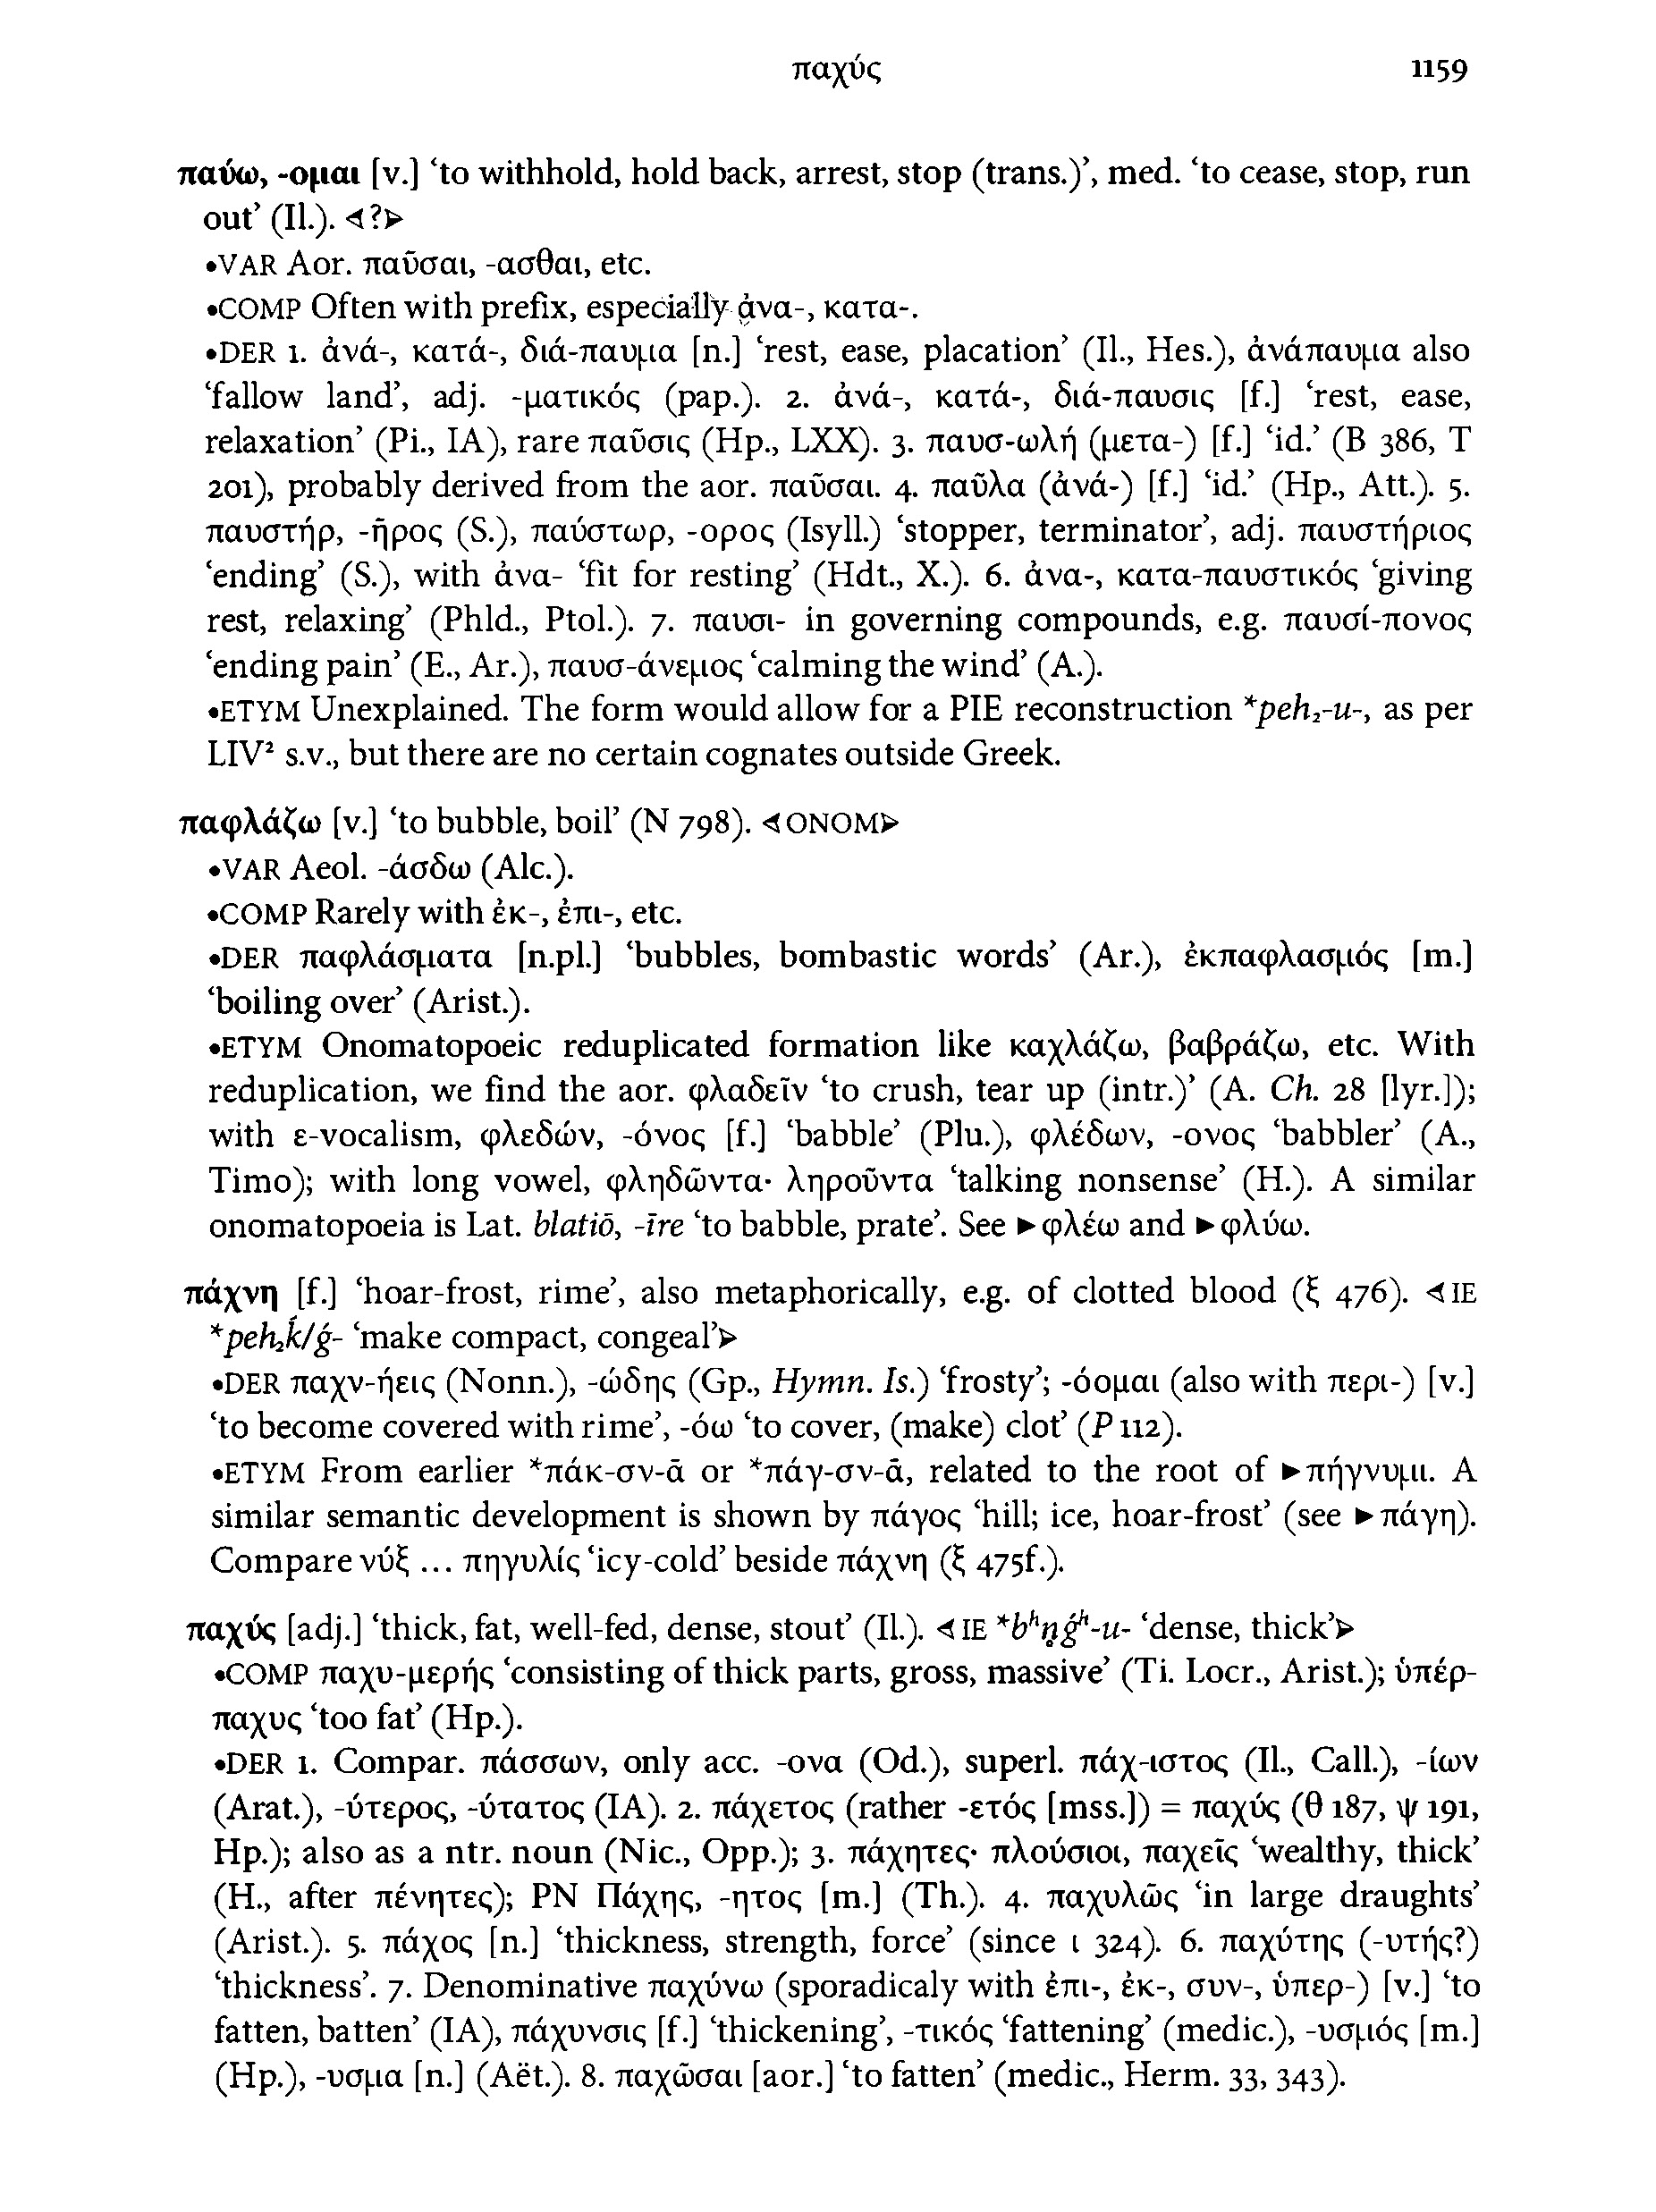 παχύς 1159
παύω, -ομαι [v.] ‘to withhold, hold back, arrest, stop (trans.)’, med. ‘to cease, stop, run
out’ (Il.). ⊲?⊳
•VAR Aor. παῦσαι, -ασθαι, etc.
•COMP Often with prefix, especially ἀνα-, κατα-.
•DER 1. ἀνά-, κατά-, διά-παυμα [n.] ‘rest, ease, placation’ (Il., Hes.), ἀνάπαυμα also
‘fallow land’, adj. -ματικός (pap.). 2. ἀνά-, κατά-, διά-παυσις [f.] ‘rest, ease,
relaxation’ (Pi., IA), rare παῦσις (Hp., LXX). 3. παυσ-ωλή (μετα-) [f.] ‘id.’ (Β 386, Τ
201), probably derived from the aor. παῦσαι. 4. παῦλα (ἀνά-) [f.] ‘id.’ (Hp., Att.). 5.
παυστήρ, -ῆρος (S.), παύστωρ, -ορος (Isyll.) ‘stopper, terminator’, adj. παυστήριος
‘ending’ (S.), with ἀνα- ‘fit for resting’ (Hdt., X.). 6. ἀνα-, κατα-παυστικός ‘giving
rest, relaxing’ (Phld., Ptol.). 7. παυσι- in governing compounds, e.g. παυσί-πονος
‘ending pain’ (E., Ar.), παυσ-άνεμος ‘calming the wind’ (A.).
•ETYM Unexplained. The form would allow for a PIE reconstruction *peh₂-u-, as per
LIV² s.v., but there are no certain cognates outside Greek.
παφλάζω [v.] ‘to bubble, boil’ (Ν 798). ⊲ONOM⊳
•VAR Aeol. -άσδω (Alc.).
•COMP Rarely with ἐκ-, ἐπι-, etc.
•DER παφλάσματα [n.pl.] ‘bubbles, bombastic words’ (Ar.), ἐκπαφλασμός [m.]
‘boiling over’ (Arist.).
•ETYM Onomatopoeic reduplicated formation like καχλάζω, βαβράζω, etc. With
reduplication, we find the aor. φλαδεῖν ‘to crush, tear up (intr.)’ (A. Ch. 28 [lyr.]);
with ε-vocalism, φλεδών, -όνος [f.] ‘babble’ (Plu.), φλέδων, -ονος ‘babbler’ (A.,
Timo); with long vowel, φληδῶντα· ληροῦντα ‘talking nonsense’ (H.). A similar
onomatopoeia is Lat. blatiō, -īre ‘to babble, prate’. See ►φλέω and ►φλύω.
πάχνη [f.] ‘hoar-frost, rime’, also metaphorically, e.g. of clotted blood (ξ 476). ⊲IE
*peh₂ḱ/ǵ- ‘make compact, congeal’⊳
•DER παχν-ήεις (Nonn.), -ώδης (Gp., Hymn. Is.) ‘frosty’; -όομαι (also with περι-) [v.]
‘to become covered with rime’, -όω ‘to cover, (make) clot’ (P 112).
•ETYM From earlier *πάκ-σν-ᾱ or *πάγ-σν-ᾱ, related to the root of ►πήγνυμι. A
similar semantic development is shown by πάγος ‘hill; ice, hoar-frost’ (see ►πάγη).
Compare νύξ ... πηγυλίς ‘icy-cold’ beside πάχνη (ξ 475f.).
παχύς [adj.] ‘thick, fat, well-fed, dense, stout’ (Il.). ⊲IE *bʰn̥ǵʰ-u- ‘dense, thick’⊳
•COMP παχυ-μερής ‘consisting of thick parts, gross, massive’ (Ti. Locr., Arist.); ὑπέρ-
παχυς ‘too fat’ (Hp.).
•DER 1. Compar. πάσσων, only acc. -ονα (Od.), superl. πάχ-ιστος (Il., Call.), -ίων
(Arat.), -ύτερος, -ύτατος (IA). 2. πάχετος (rather -ετός [mss.]) = παχύς (θ 187, ψ 191,
Hp.); also as a ntr. noun (Nic., Opp.); 3. πάχητες· πλούσιοι, παχεῖς ‘wealthy, thick’
(H., after πένητες); PN Πάχης, -ητος [m.] (Th.). 4. παχυλῶς ‘in large draughts’
(Arist.). 5. πάχος [n.] ‘thickness, strength, force’ (since ι 324). 6. παχύτης (-υτής?)
‘thickness’. 7. Denominative παχύνω (sporadicaly with ἐπι-, ἐκ-, συν-, ὑπερ-) [v.] ‘to
fatten, batten’ (IA), πάχυνσις [f.] ‘thickening’, -τικός ‘fattening’ (medic.), -υσμός [m.]
(Hp.), -υσμα [n.] (Aët.). 8. παχῶσαι [aor.] ‘to fatten’ (medic., Herm. 33, 343).